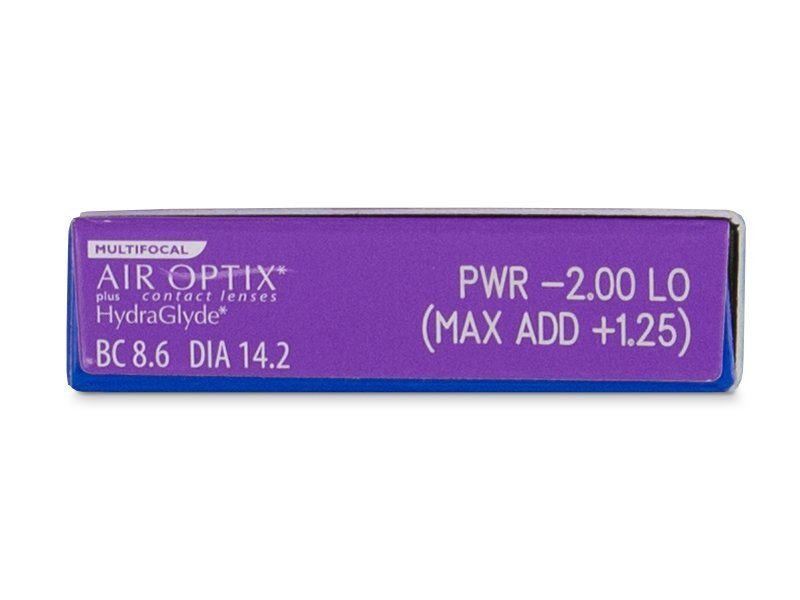 MULTIFOCAL
AIR OPTIX*
plus contact lenses
HydraGlyde*
BC 8.6 DIA 14.2
PWR –2.00 LO
(MAX ADD +1.25)